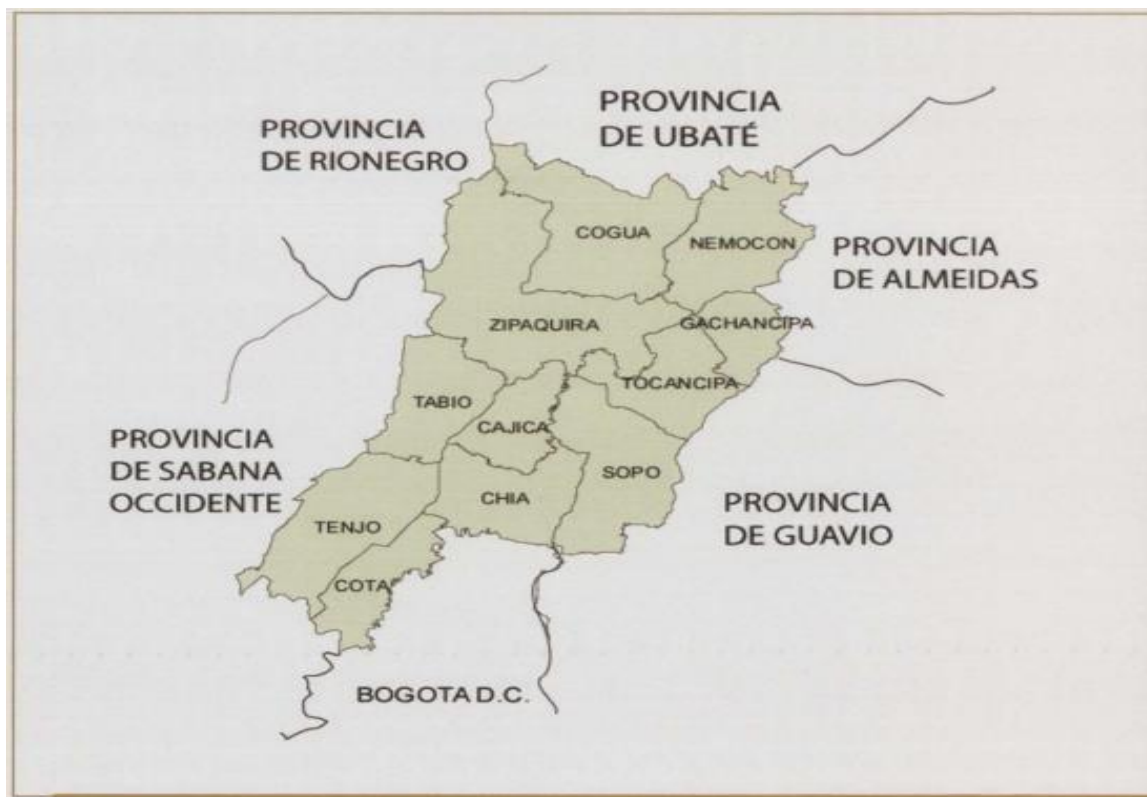 PROVINCIA
DE UBATÉ
PROVINCIA
DE RIONEGRO
COGUA
NEMOCON
PROVINCIA
DE ALMEIDAS
ZIPAQUIRA
GACHANCIPA
TOCANCIPA
TABIO
CAJICA
PROVINCIA
DE SABANA
OCCIDENTE
SOPO
CHIA
PROVINCIA
DE GUAVIO
TENJO
COTA
BOGOTA D.C.